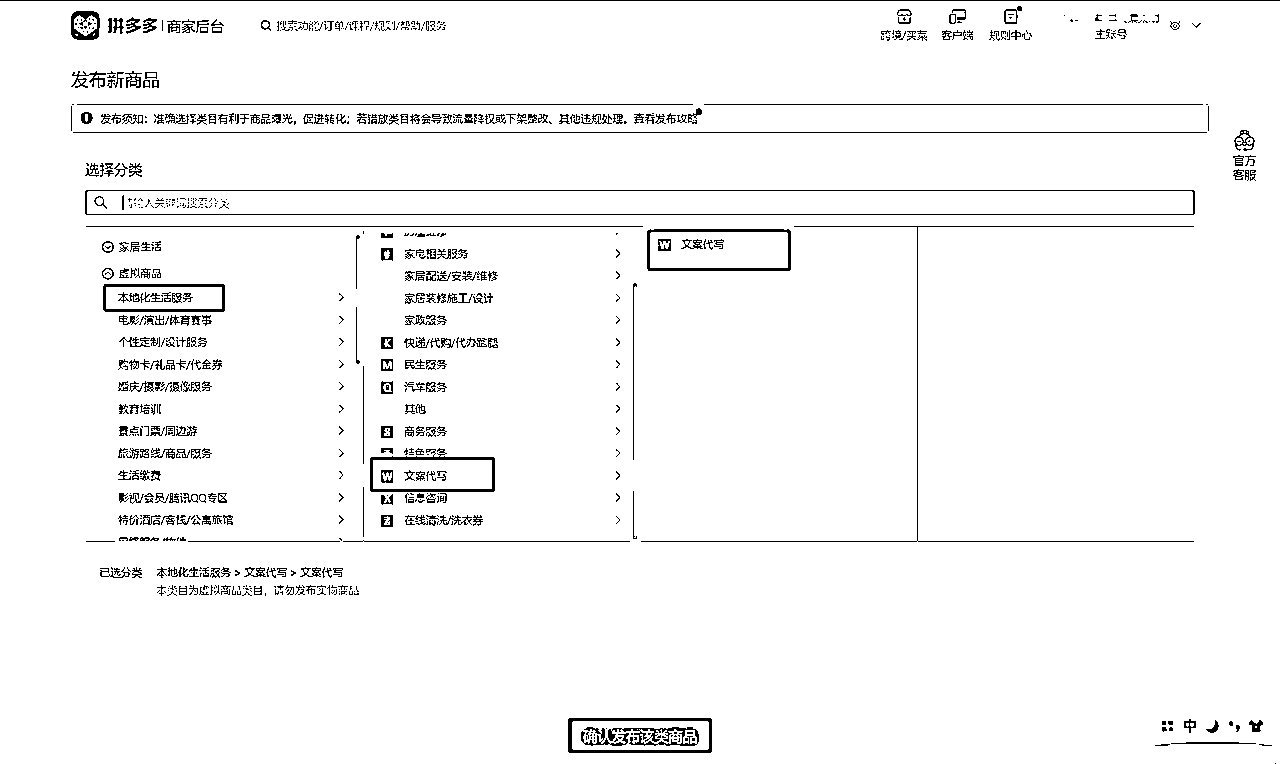 拼多多 | 商家后台
搜索功能/订单/课程/规则/帮助/服务
跨境/买菜
客户端
规则中心
主账号
发布新商品
发布须知：准确选择类目有利于商品曝光，促进转化；若错放类目将会导致流量降权或下架整改、其他违规处理。查看发布攻略
官方
客服
选择分类
可输入关键词搜索分类
家居生活
虚拟商品
本地化生活服务
电影/演出/体育赛事
个性定制/设计服务
购物卡/礼品卡/代金券
婚庆/摄影/摄像服务
教育培训
景点门票/周边游
旅游路线/商品/服务
生活缴费
影视/会员/腾讯QQ专区
特价酒店/客栈/公寓旅馆
家电相关服务
家居配送/安装/维修
家居装修施工/设计
家政服务
K 快递/代购/代办跑腿
M 民生服务
Q 汽车服务
其他
S 商务服务
特色服务
W 文案代写
X 信息咨询
Z 在线清洗/洗衣券
W 文案代写
已选分类 本地化生活服务 > 文案代写 > 文案代写
本类目为虚拟商品类目，请勿发布实物商品
确认发布该类商品
中